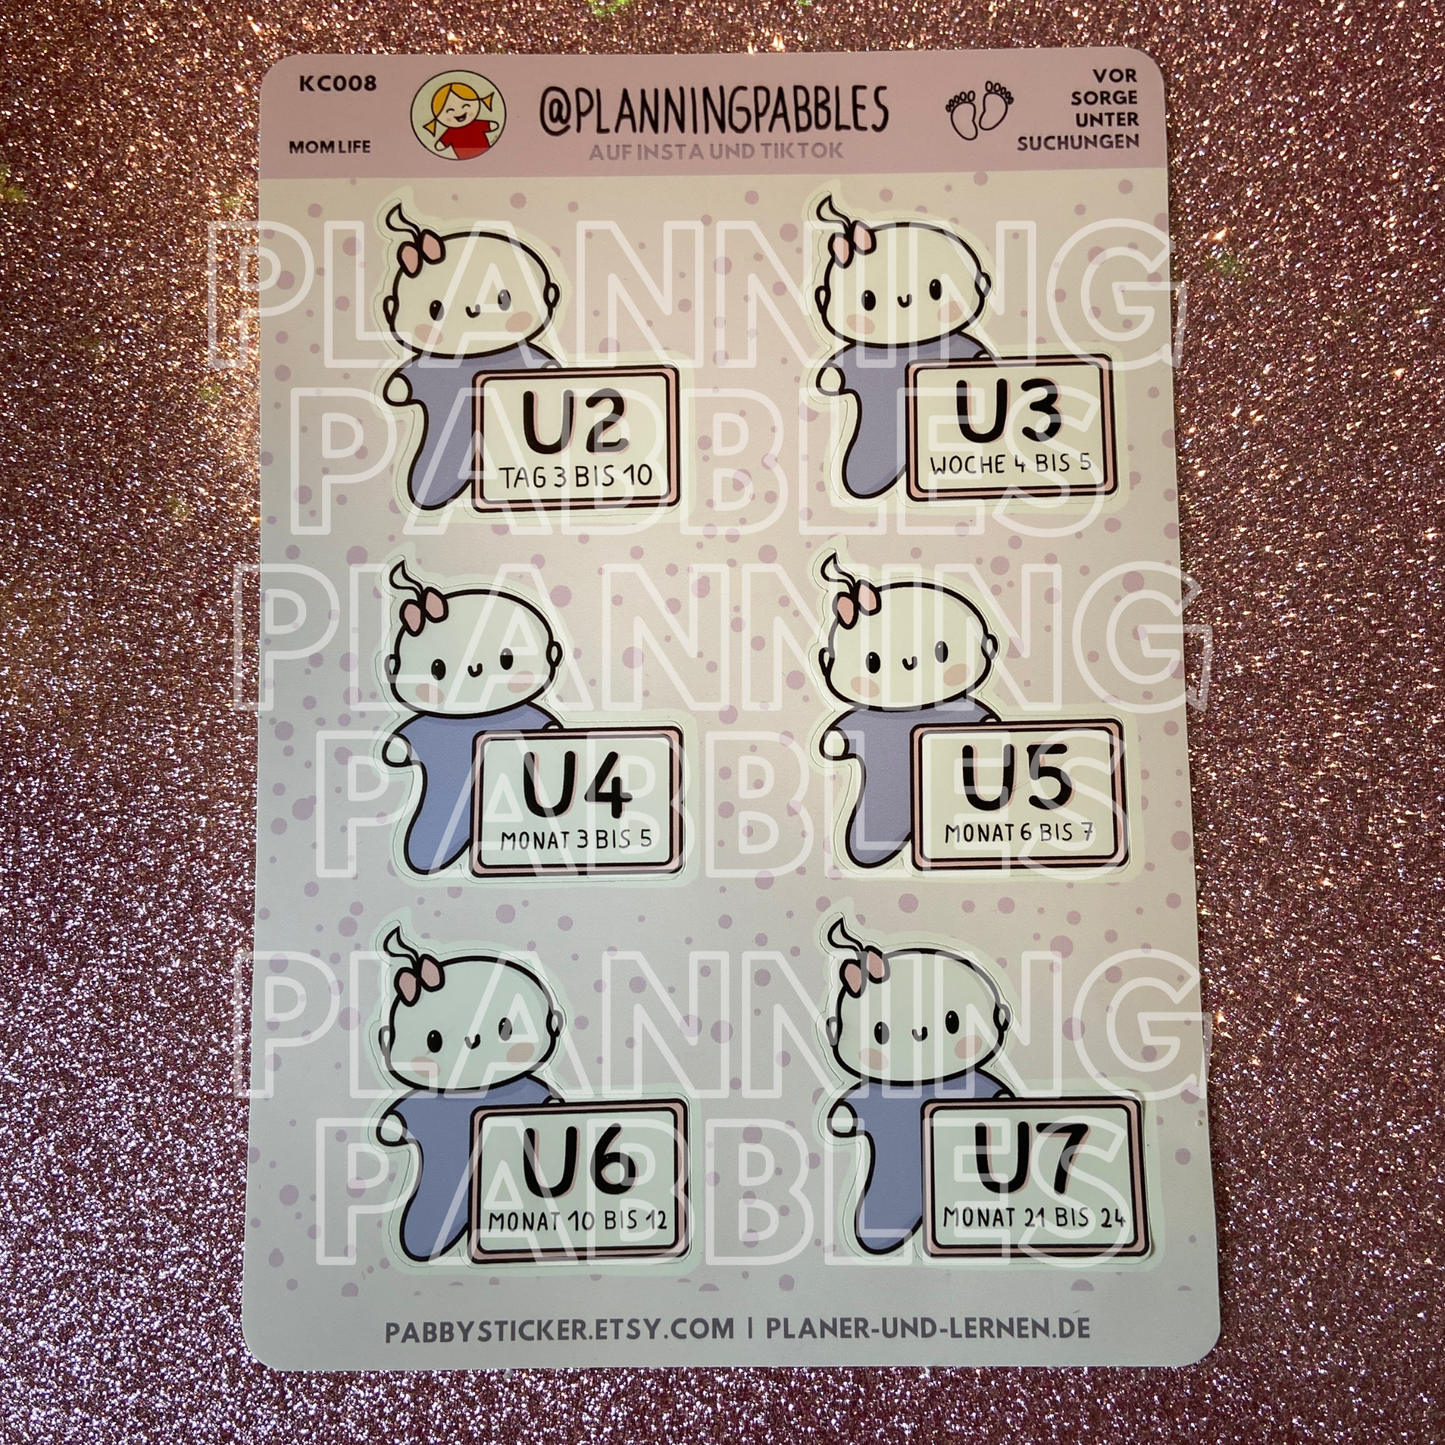 KC008
MOMLIFE
@PLANNINGPABBLES
AUF INSTA UND TIKTOK
VOR
SORGE
UNTER
SUCHUNGEN
PLANNING
PABBLES
U2
TAG 3 BIS 10
U3
WOCHE 4 BIS 5
PLANNING
PABBLES
U4
MONAT 3 BIS 5
U5
MONAT 6 BIS 7
PLANNING
PABBLES
U6
MONAT 10 BIS 12
U7
MONAT 21 BIS 24
PABBYSTICKER.ETSY.COM | PLANER-UND-LERNEN.DE